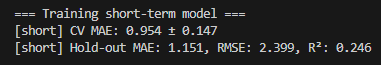 === Training short-term model ===
[short] CV MAE: 0.954 ± 0.147
[short] Hold-out MAE: 1.151, RMSE: 2.399, R²: 0.246